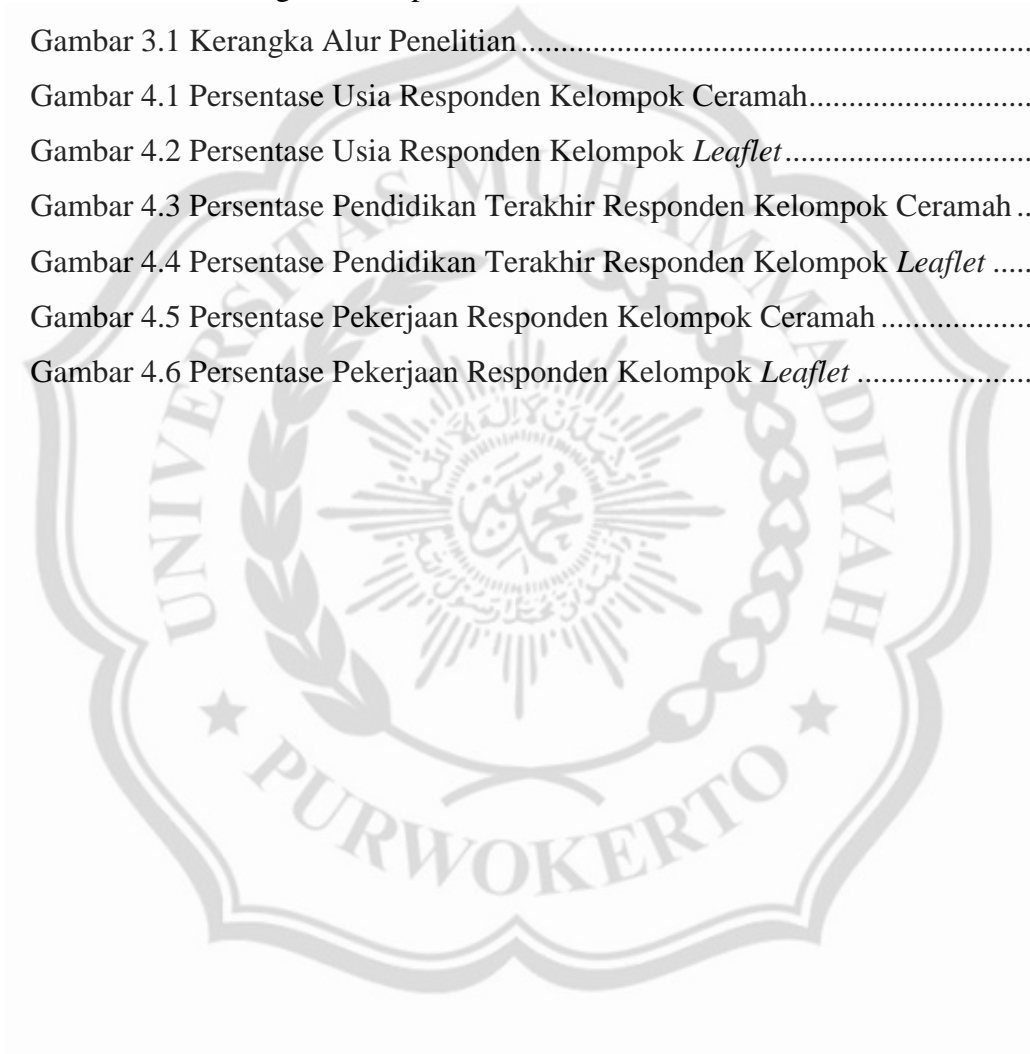 Gambar 3.1 Kerangka Alur Penelitian
Gambar 4.1 Persentase Usia Responden Kelompok Ceramah
Gambar 4.2 Persentase Usia Responden Kelompok Leaflet
Gambar 4.3 Persentase Pendidikan Terakhir Responden Kelompok Ceramah
Gambar 4.4 Persentase Pendidikan Terakhir Responden Kelompok Leaflet
Gambar 4.5 Persentase Pekerjaan Responden Kelompok Ceramah
Gambar 4.6 Persentase Pekerjaan Responden Kelompok Leaflet
UNIVERSITAS MUHAMMADIYAH
PURWOKERTO